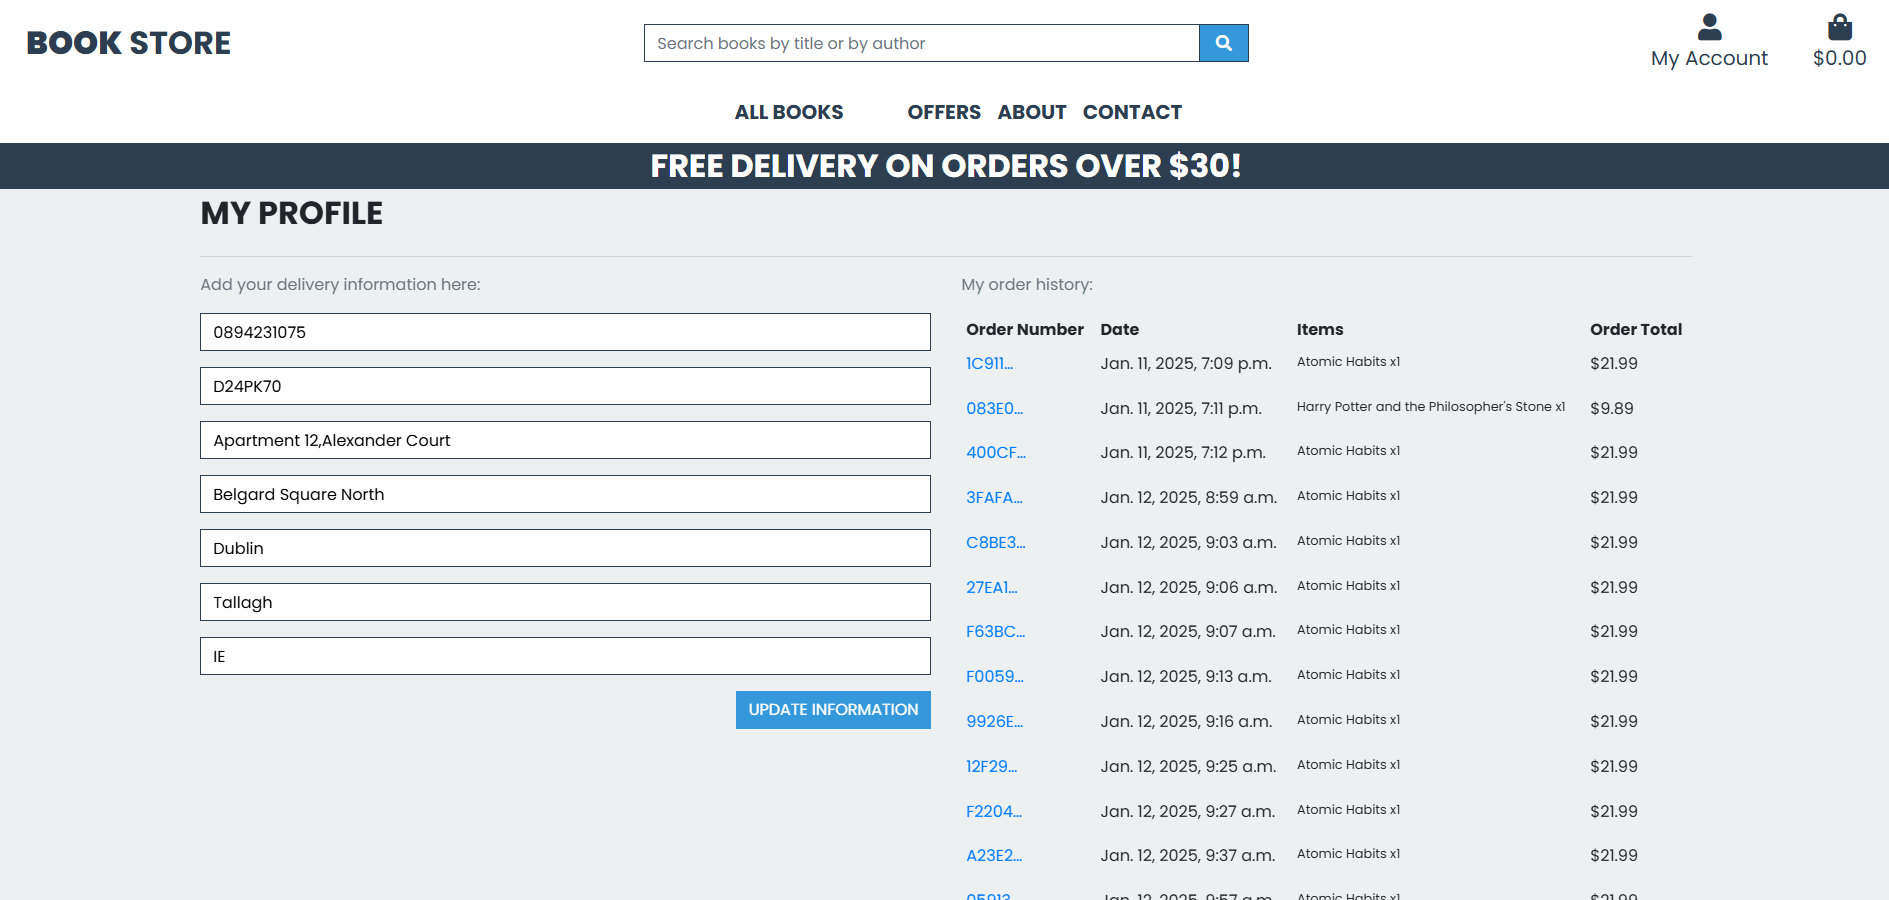 BOOK STORE
Search books by title or by author
My Account
$0.00
ALL BOOKS OFFERS ABOUT CONTACT
FREE DELIVERY ON ORDERS OVER $30!
MY PROFILE
Add your delivery information here:
0894231075
D24PK70
Apartment 12,Alexander Court
Belgard Square North
Dublin
Tallagh
IE
UPDATE INFORMATION
My order history:
Order Number Date Items Order Total
1C911... Jan. 11, 2025, 7:09 p.m. Atomic Habits x1 $21.99
083E0... Jan. 11, 2025, 7:11 p.m. Harry Potter and the Philosopher's Stone x1 $9.89
400CF... Jan. 11, 2025, 7:12 p.m. Atomic Habits x1 $21.99
3FAFA... Jan. 12, 2025, 8:59 a.m. Atomic Habits x1 $21.99
C8BE3... Jan. 12, 2025, 9:03 a.m. Atomic Habits x1 $21.99
27EA1... Jan. 12, 2025, 9:06 a.m. Atomic Habits x1 $21.99
F63BC... Jan. 12, 2025, 9:07 a.m. Atomic Habits x1 $21.99
F0059... Jan. 12, 2025, 9:13 a.m. Atomic Habits x1 $21.99
9926E... Jan. 12, 2025, 9:16 a.m. Atomic Habits x1 $21.99
12F29... Jan. 12, 2025, 9:25 a.m. Atomic Habits x1 $21.99
F2204... Jan. 12, 2025, 9:27 a.m. Atomic Habits x1 $21.99
A23E2... Jan. 12, 2025, 9:37 a.m. Atomic Habits x1 $21.99
Jan. 12, 2025, 9:57 a.m. Atomic Habits x1 $21.99